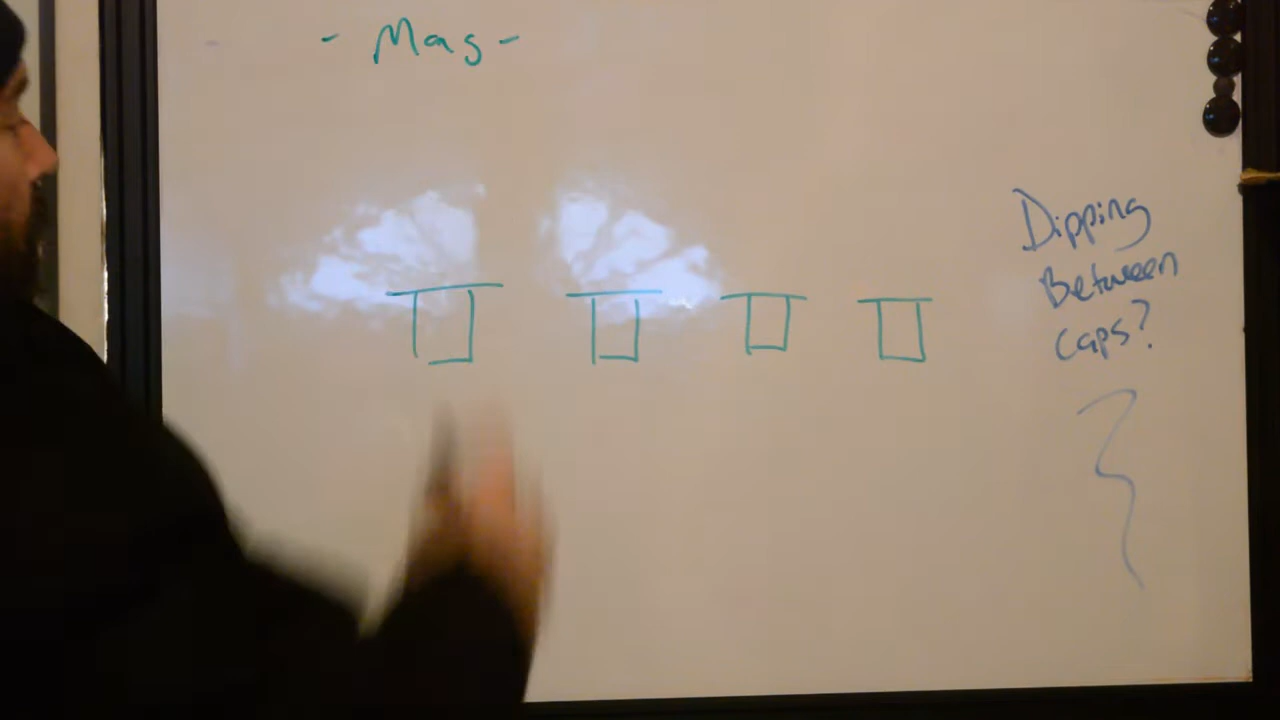 - Mag -
Dipping
Between
Caps?